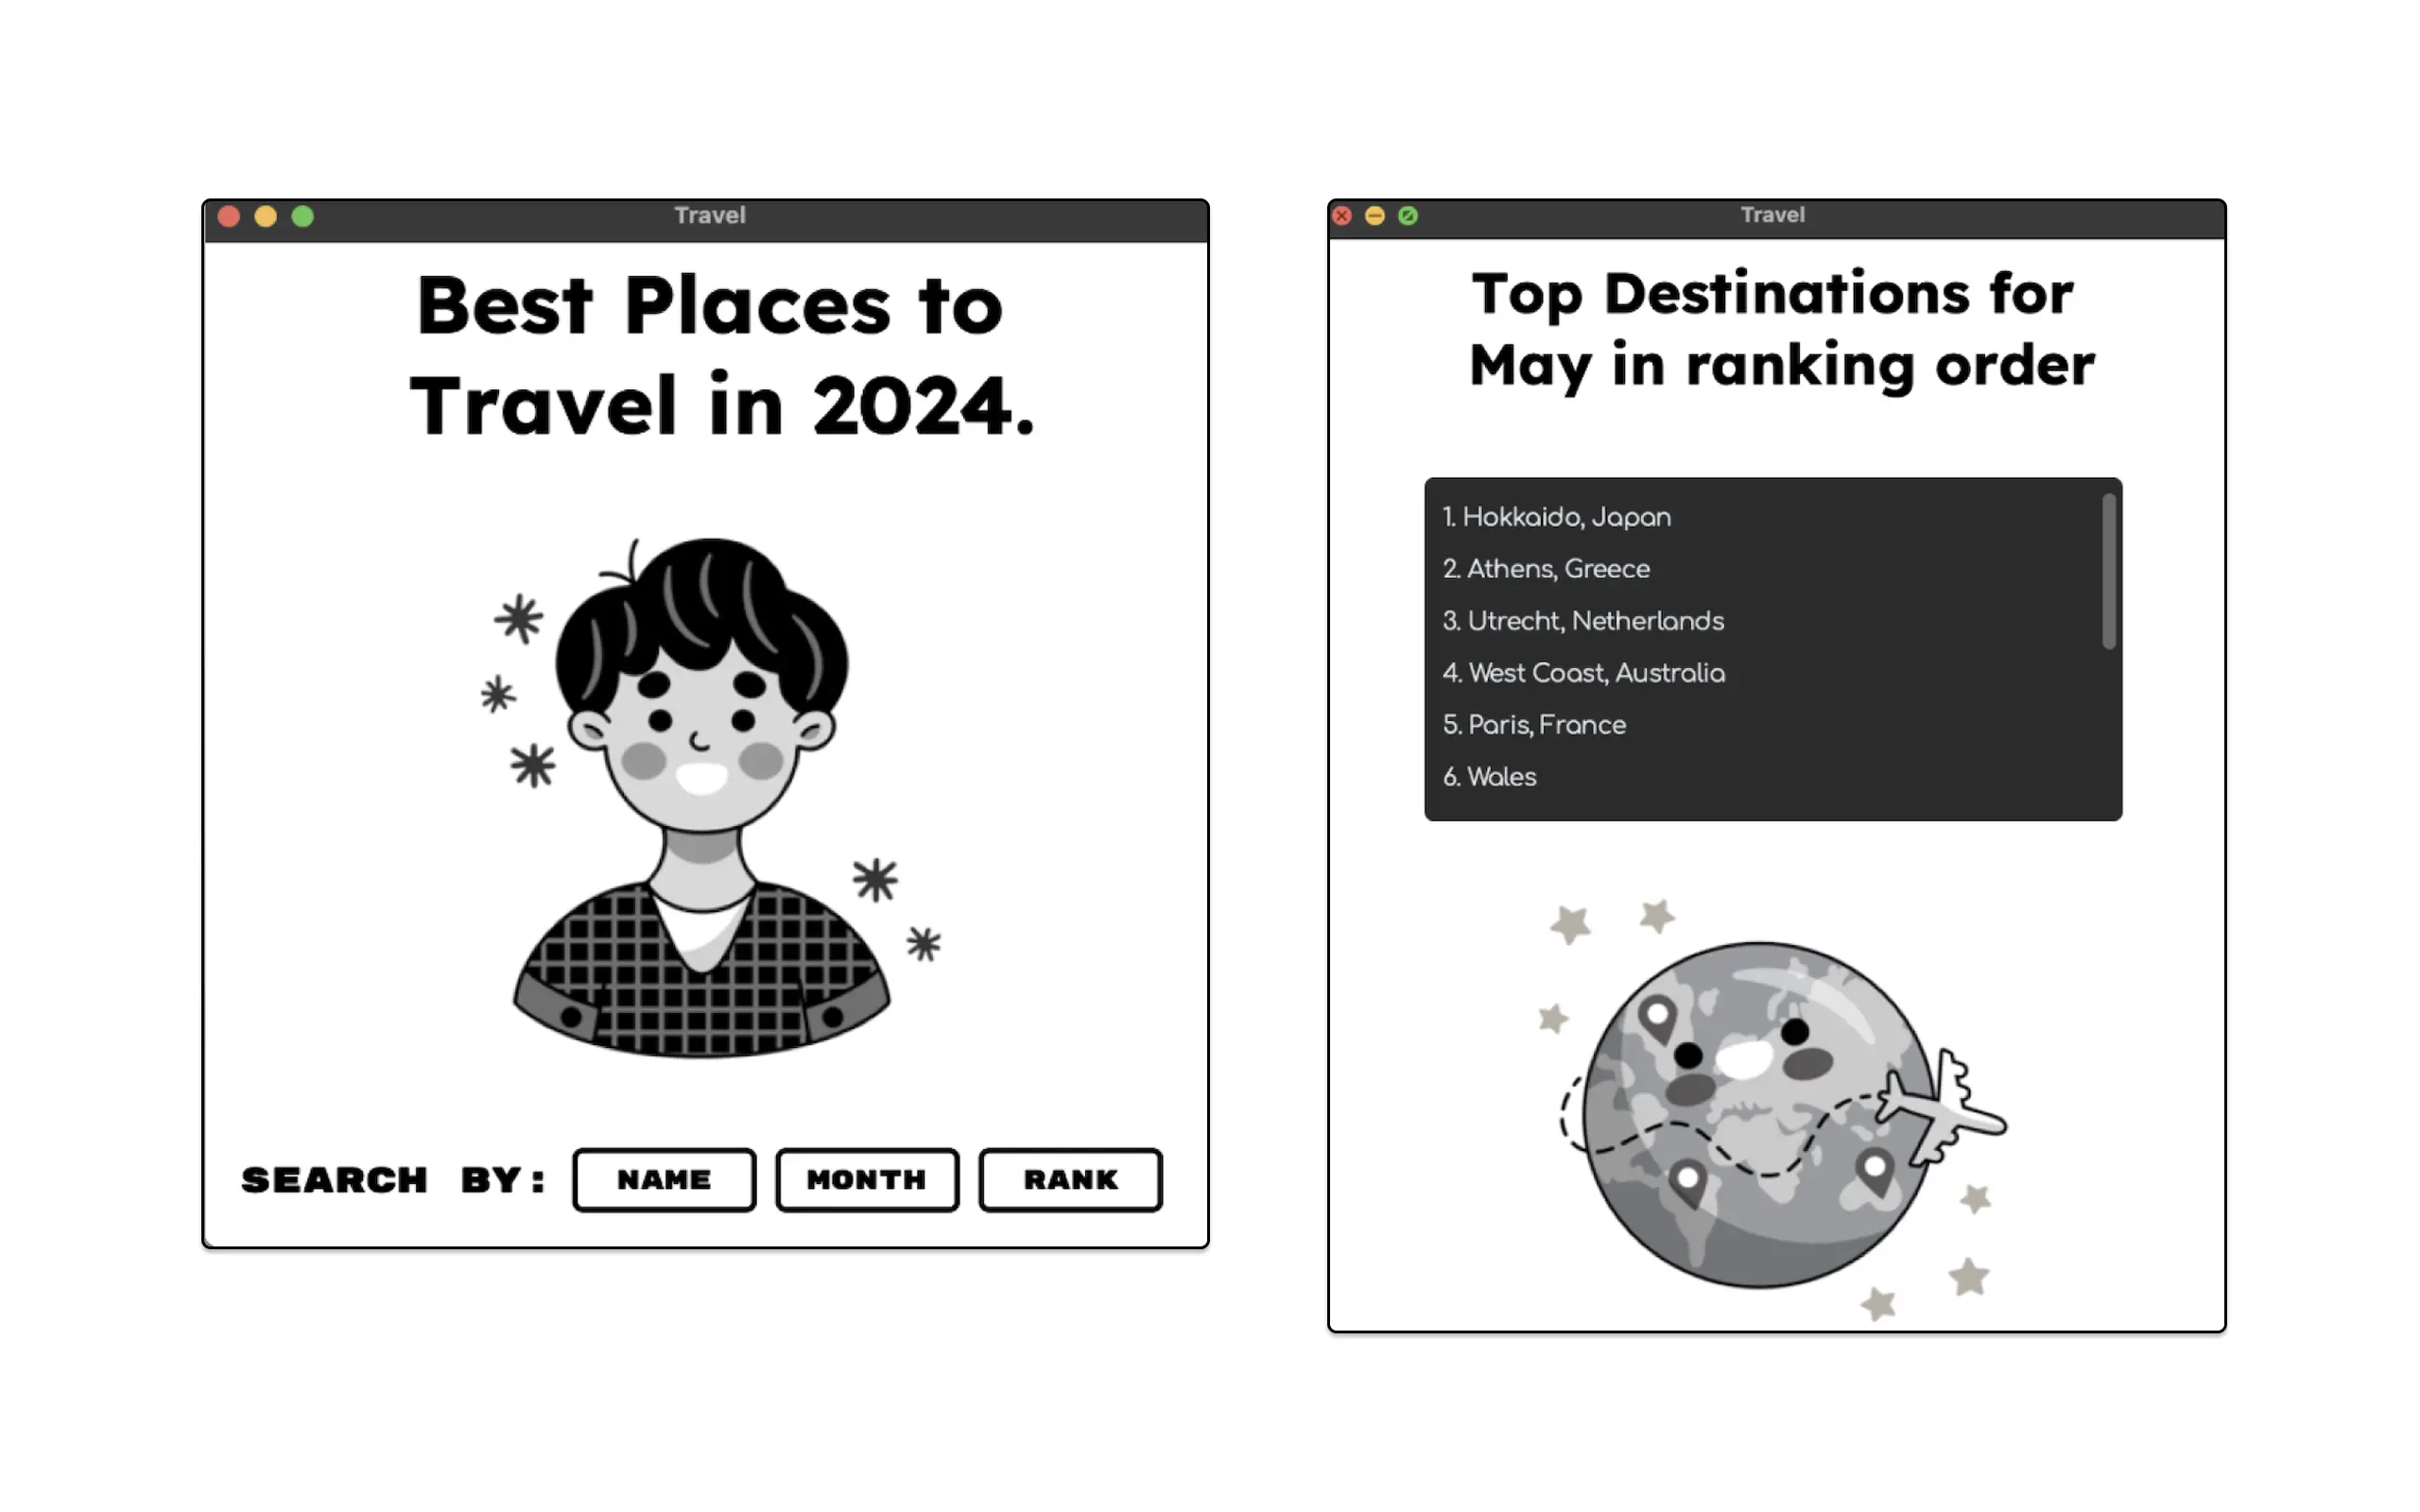 Travel
Best Places to
Travel in 2024.
SEARCH BY: NAME MONTH RANK
Travel
Top Destinations for
May in ranking order
1. Hokkaido, Japan
2. Athens, Greece
3. Utrecht, Netherlands
4. West Coast, Australia
5. Paris, France
6. Wales